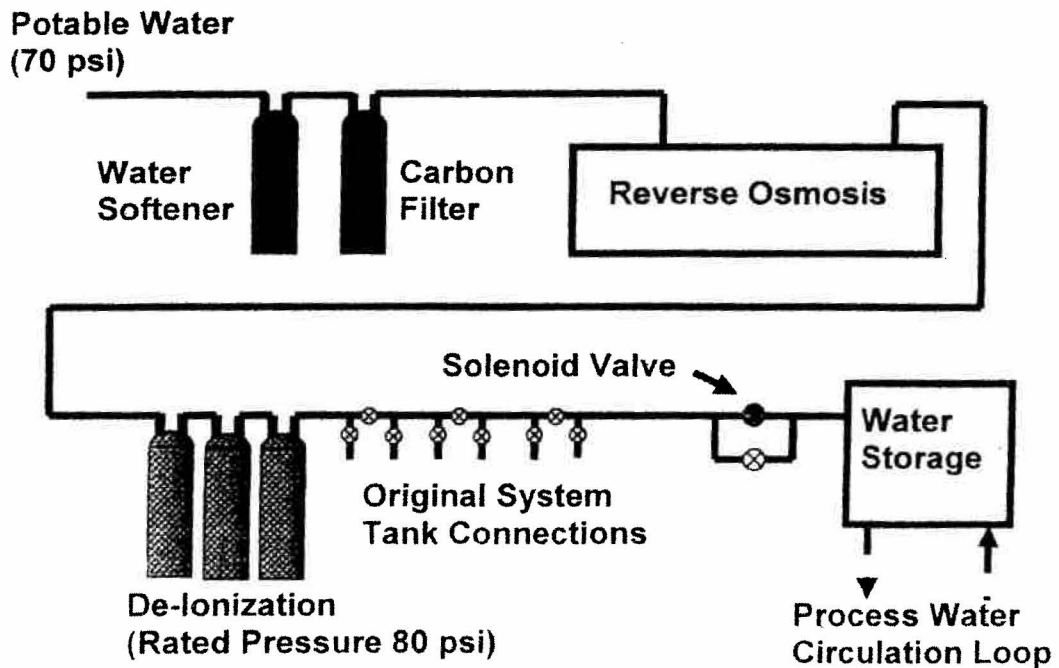 Potable Water
(70 psi)
Water
Softener
Carbon
Filter
Reverse Osmosis
Solenoid Valve
Water
Storage
Original System
Tank Connections
De-Ionization
(Rated Pressure 80 psi)
Process Water
Circulation Loop